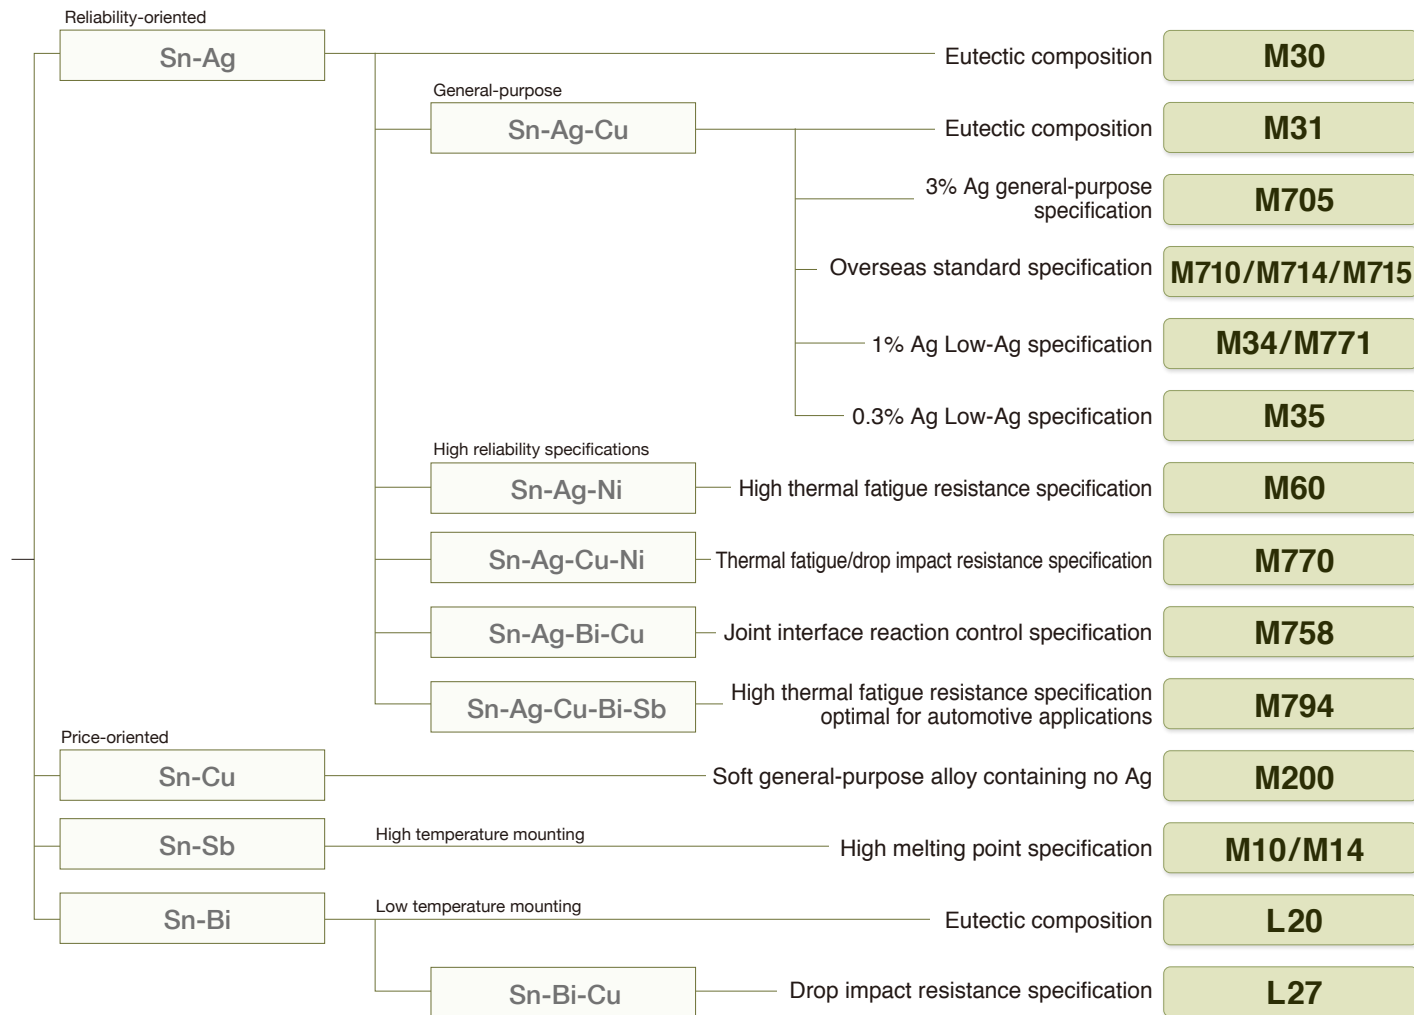 Reliability-oriented
Sn-Ag
Eutectic composition
M30
General-purpose
Sn-Ag-Cu
Eutectic composition
M31
3% Ag general-purpose
specification
M705
Overseas standard specification
M710/M714/M715
1% Ag Low-Ag specification
M34/M771
0.3% Ag Low-Ag specification
M35
High reliability specifications
Sn-Ag-Ni
High thermal fatigue resistance specification
M60
Sn-Ag-Cu-Ni
Thermal fatigue/drop impact resistance specification
M770
Sn-Ag-Bi-Cu
Joint interface reaction control specification
M758
Sn-Ag-Cu-Bi-Sb
High thermal fatigue resistance specification
optimal for automotive applications
M794
Price-oriented
Sn-Cu
Soft general-purpose alloy containing no Ag
M200
Sn-Sb
High temperature mounting
High melting point specification
M10/M14
Sn-Bi
Low temperature mounting
Eutectic composition
L20
Sn-Bi-Cu
Drop impact resistance specification
L27